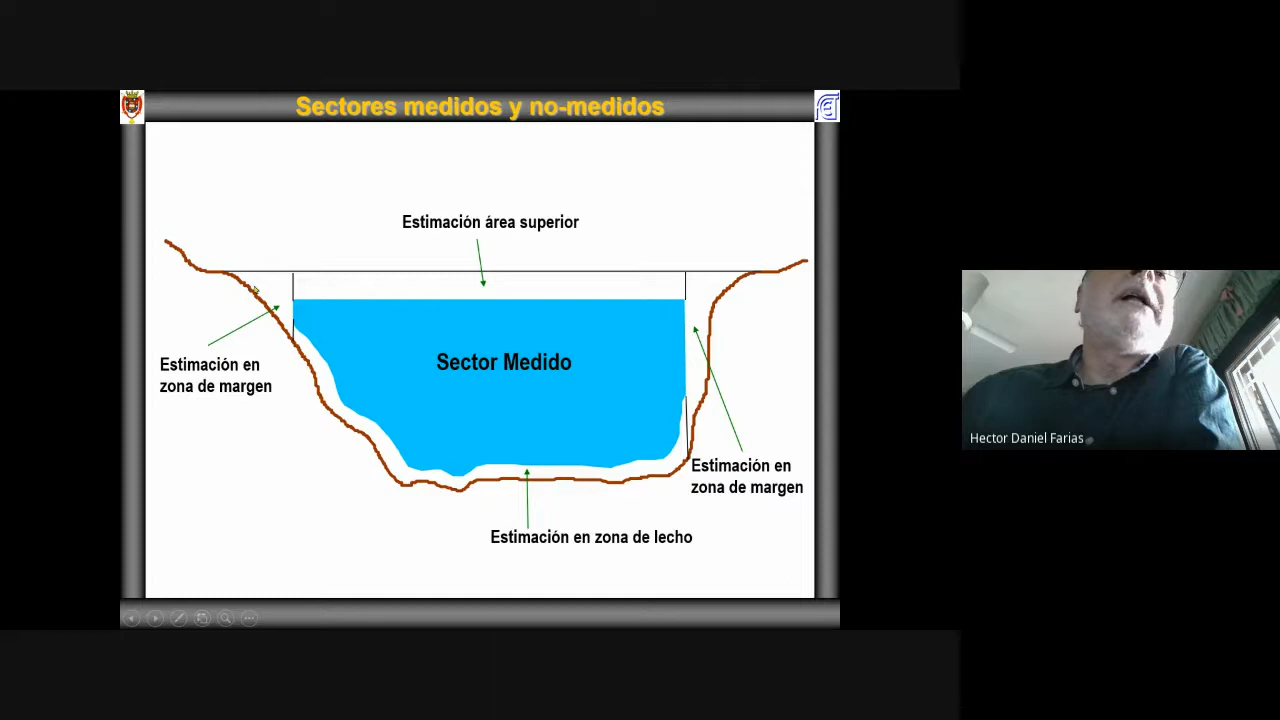 Sectores medidos y no-medidos
Estimación área superior
Sector Medido
Estimación en
zona de margen
Estimación en
zona de margen
Estimación en zona de lecho
Hector Daniel Farias